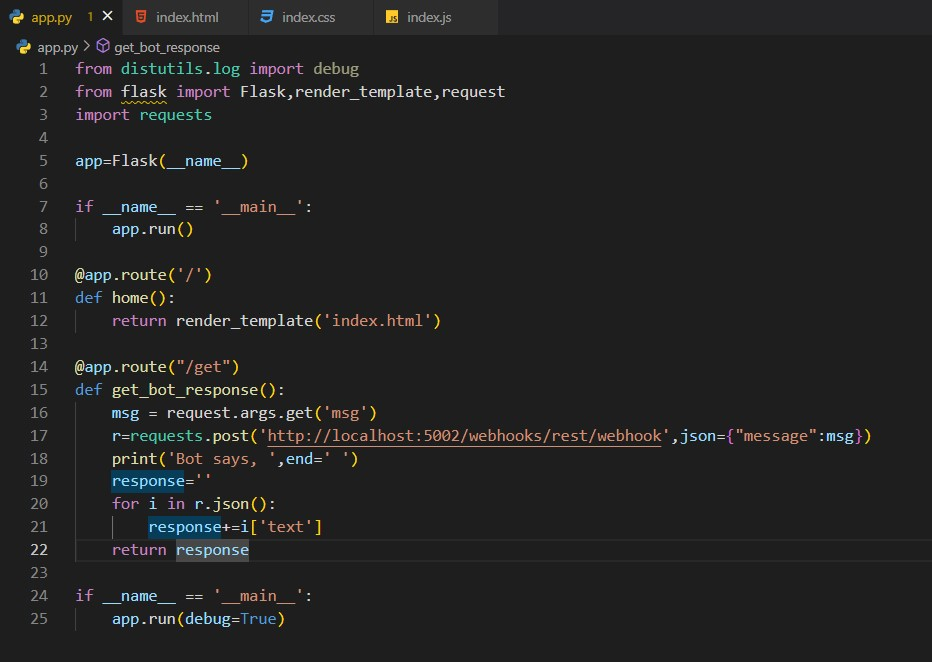 app.py 1 index.html index.css JS index.js
app.py > get_bot_response
1 from distutils.log import debug
2 from flask import Flask,render_template,request
3 import requests
4
5 app=Flask(__name__)
6
7 if __name__ == '__main__':
8     app.run()
9
10 @app.route('/')
11 def home():
12     return render_template('index.html')
13
14 @app.route("/get")
15 def get_bot_response():
16     msg = request.args.get('msg')
17     r=requests.post('http://localhost:5002/webhooks/rest/webhook',json={"message":msg})
18     print('Bot says, ',end=' ')
19     response=''
20     for i in r.json():
21         response+=i['text']
22     return response
23
24 if __name__ == '__main__':
25     app.run(debug=True)